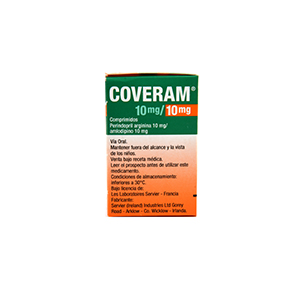 COVERAM®
10mg/10mg
Comprimidos
Perindopril arginina 10 mg/
amlodipino 10 mg
Vía Oral.
Mantener fuera del alcance y la vista
de los niños.
Venta bajo receta médica.
Leer el prospecto antes de utilizar este
medicamento.
Condiciones de almacenamiento:
inferiores a 30°C.
Bajo licencia de:
Les Laboratoires Servier - Francia
Fabricante:
Servier (Ireland) Industries Ltd Gorey
Road - Arklow - Co. Wicklow - Irlanda.